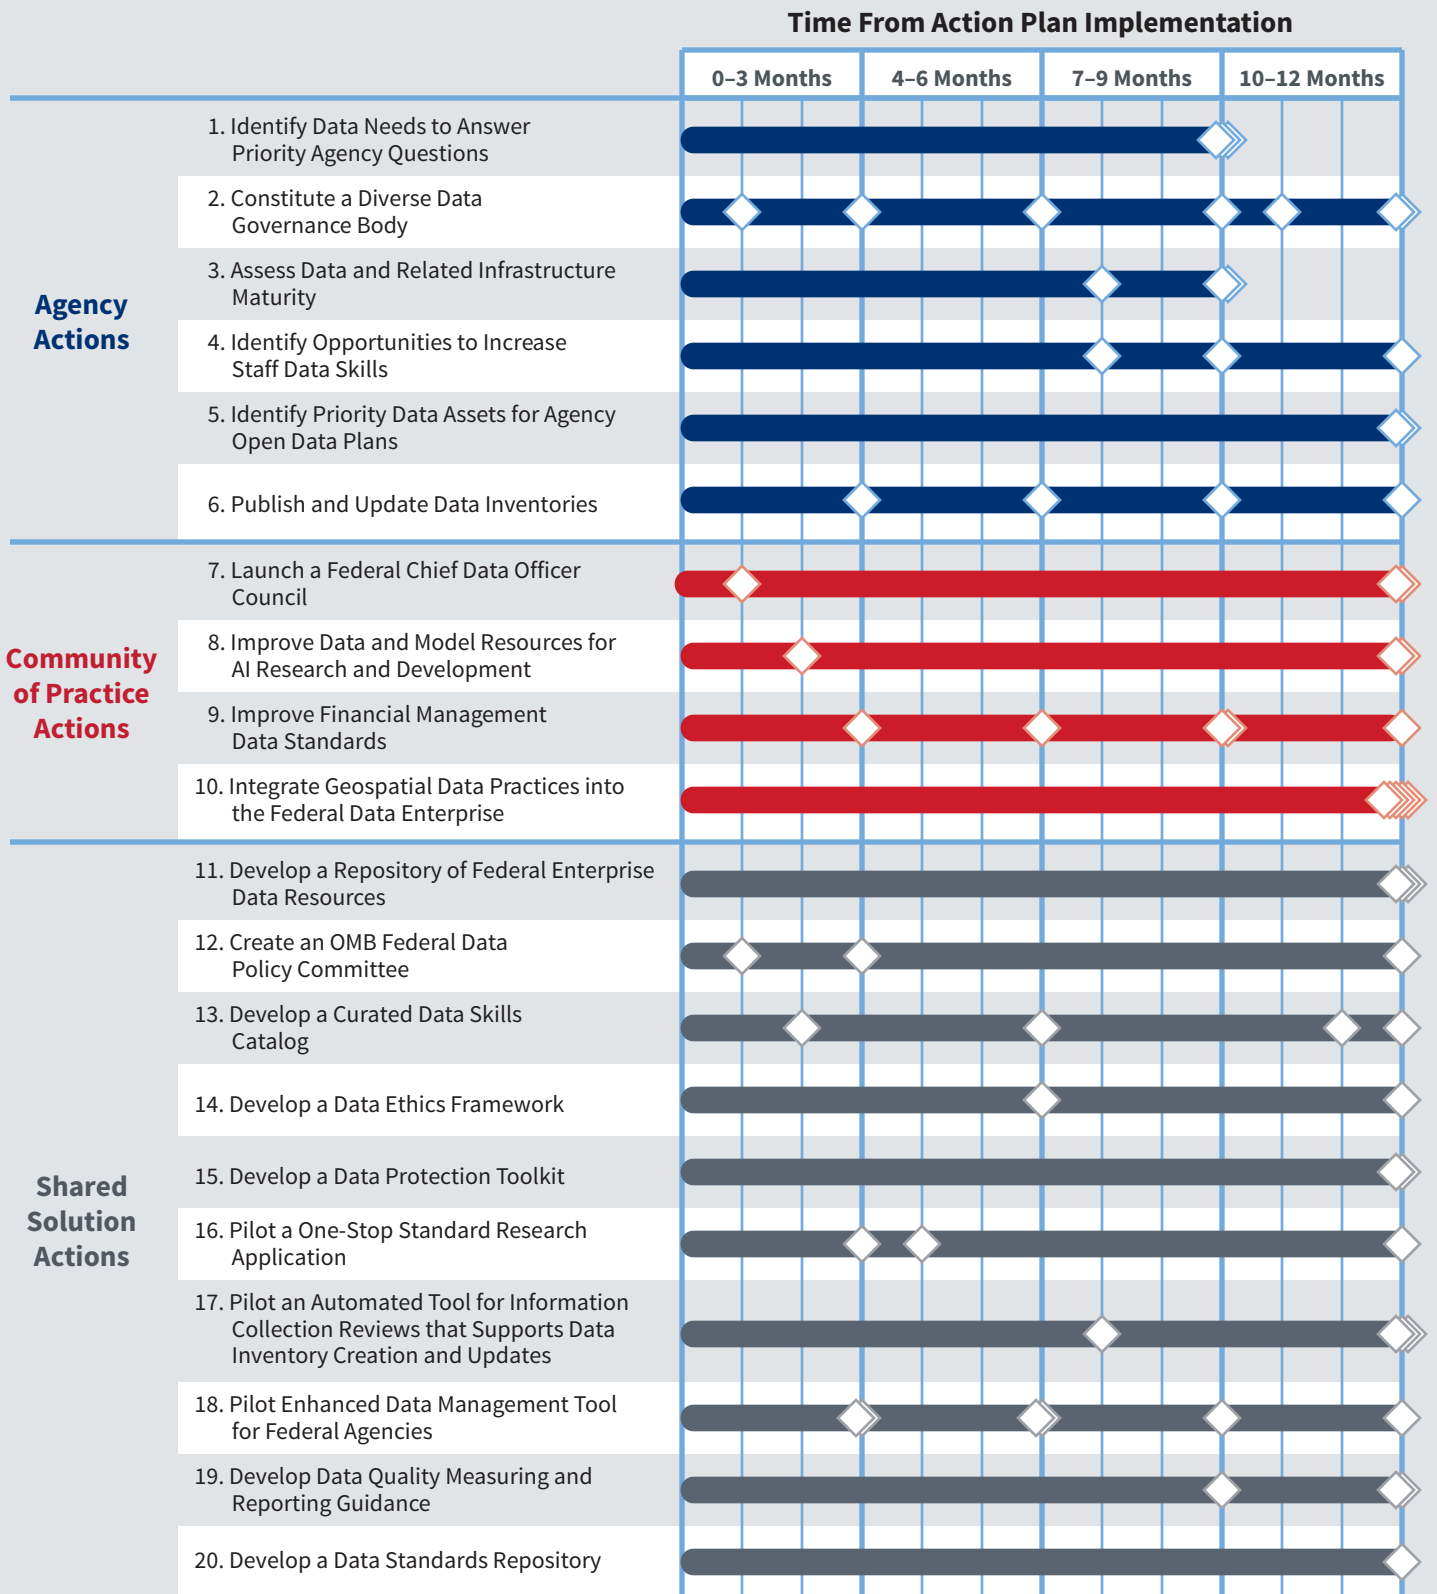 Time From Action Plan Implementation
0–3 Months
4–6 Months
7–9 Months
10–12 Months
Agency
Actions
1. Identify Data Needs to Answer
Priority Agency Questions
2. Constitute a Diverse Data
Governance Body
3. Assess Data and Related Infrastructure
Maturity
4. Identify Opportunities to Increase
Staff Data Skills
5. Identify Priority Data Assets for Agency
Open Data Plans
6. Publish and Update Data Inventories
Community
of Practice
Actions
7. Launch a Federal Chief Data Officer
Council
8. Improve Data and Model Resources for
AI Research and Development
9. Improve Financial Management
Data Standards
10. Integrate Geospatial Data Practices into
the Federal Data Enterprise
Shared
Solution
Actions
11. Develop a Repository of Federal Enterprise
Data Resources
12. Create an OMB Federal Data
Policy Committee
13. Develop a Curated Data Skills
Catalog
14. Develop a Data Ethics Framework
15. Develop a Data Protection Toolkit
16. Pilot a One-Stop Standard Research
Application
17. Pilot an Automated Tool for Information
Collection Reviews that Supports Data
Inventory Creation and Updates
18. Pilot Enhanced Data Management Tool
for Federal Agencies
19. Develop Data Quality Measuring and
Reporting Guidance
20. Develop a Data Standards Repository